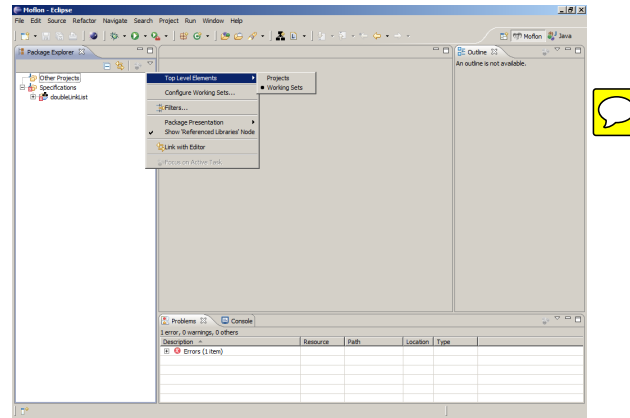 Moflon - Eclipse
File Edit Source Refactor Navigate Search Project Run Window Help
Moflon Java
Package Explorer
Outline
An outline is not available.
Other Projects
Specifications
doubleLinkList
Top Level Elements
Projects
Working Sets
Configure Working Sets...
Filters...
Package Presentation
Show 'Referenced Libraries' Node
Link with Editor
Focus on Active Task
Problems Console
1 error, 0 warnings, 0 others
Description Resource Path Location Type
Errors (1 item)